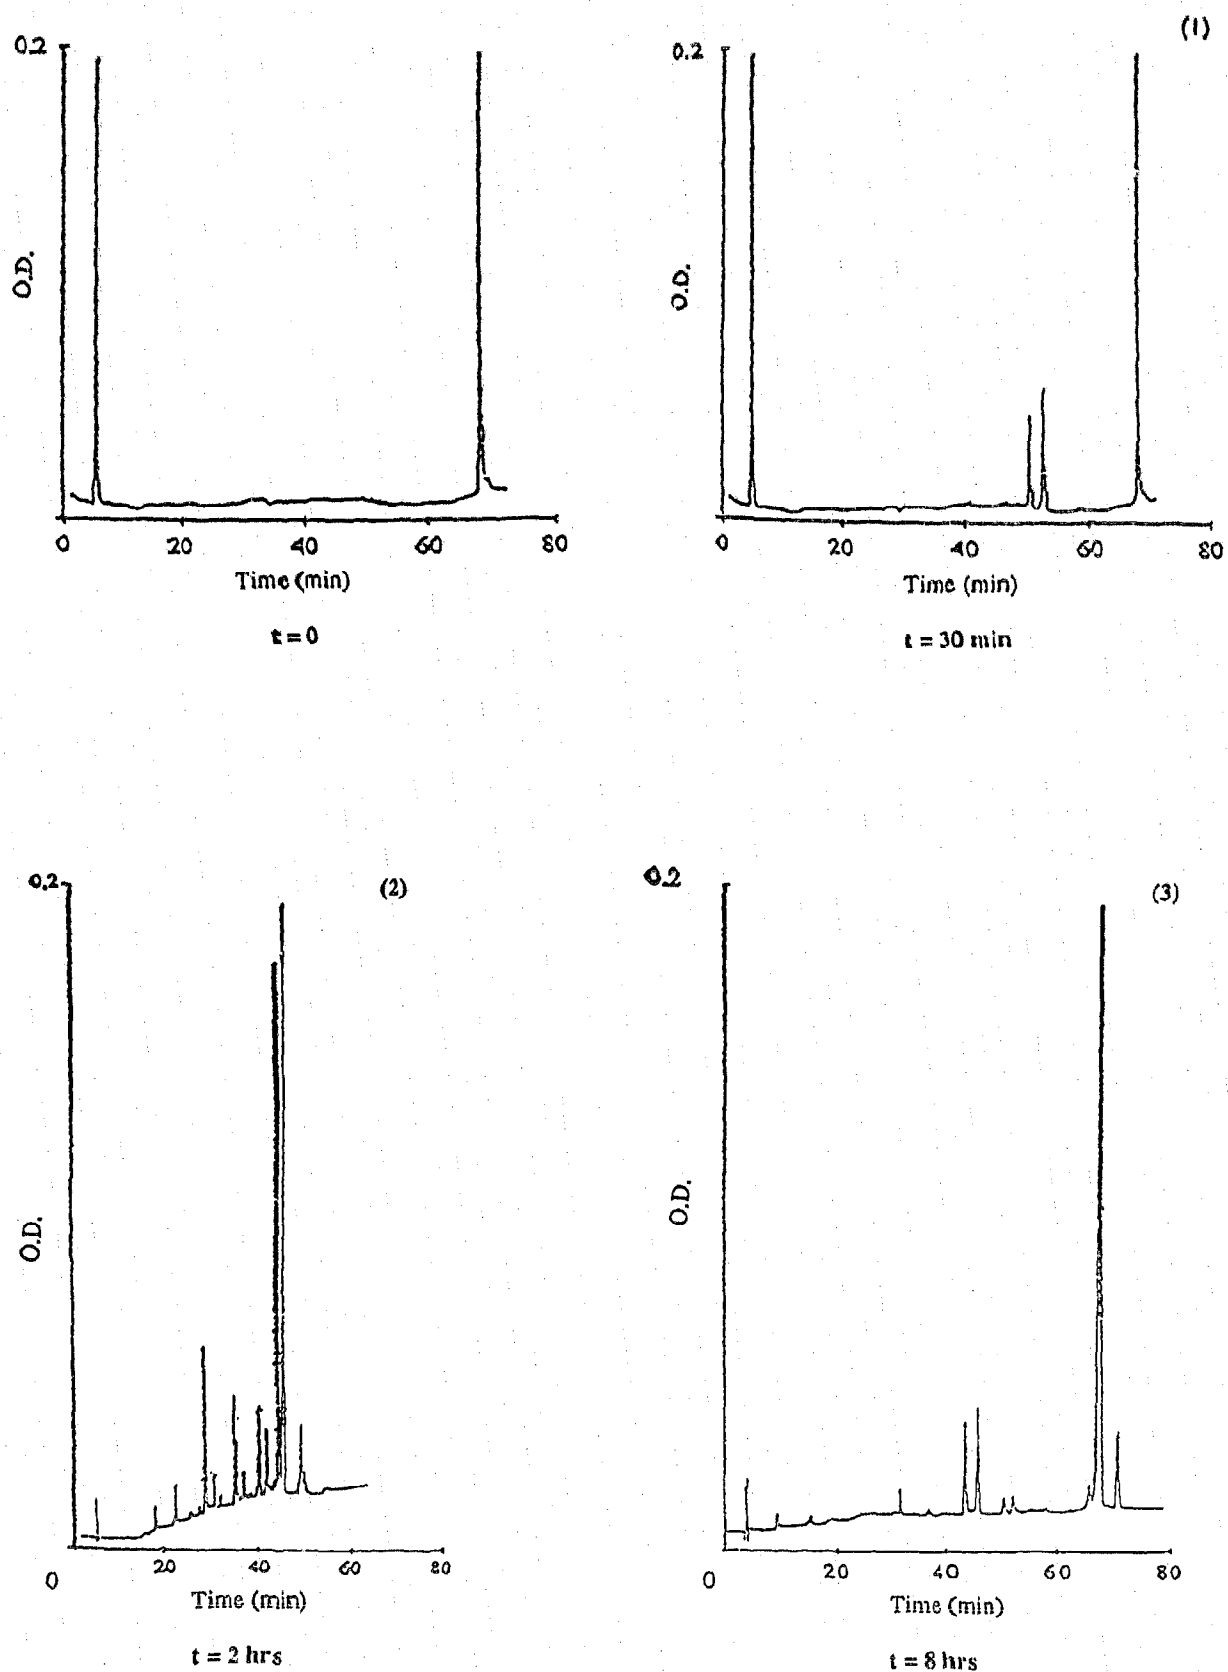 (1)
0.2
O.D.
0 20 40 60 80
Time (min)
t = 0
0.2
O.D.
0 20 40 60 80
Time (min)
t = 30 min
(2)
0.2
O.D.
0 20 40 60 80
Time (min)
t = 2 hrs
(3)
0.2
O.D.
0 20 40 60 80
Time (min)
t = 8 hrs